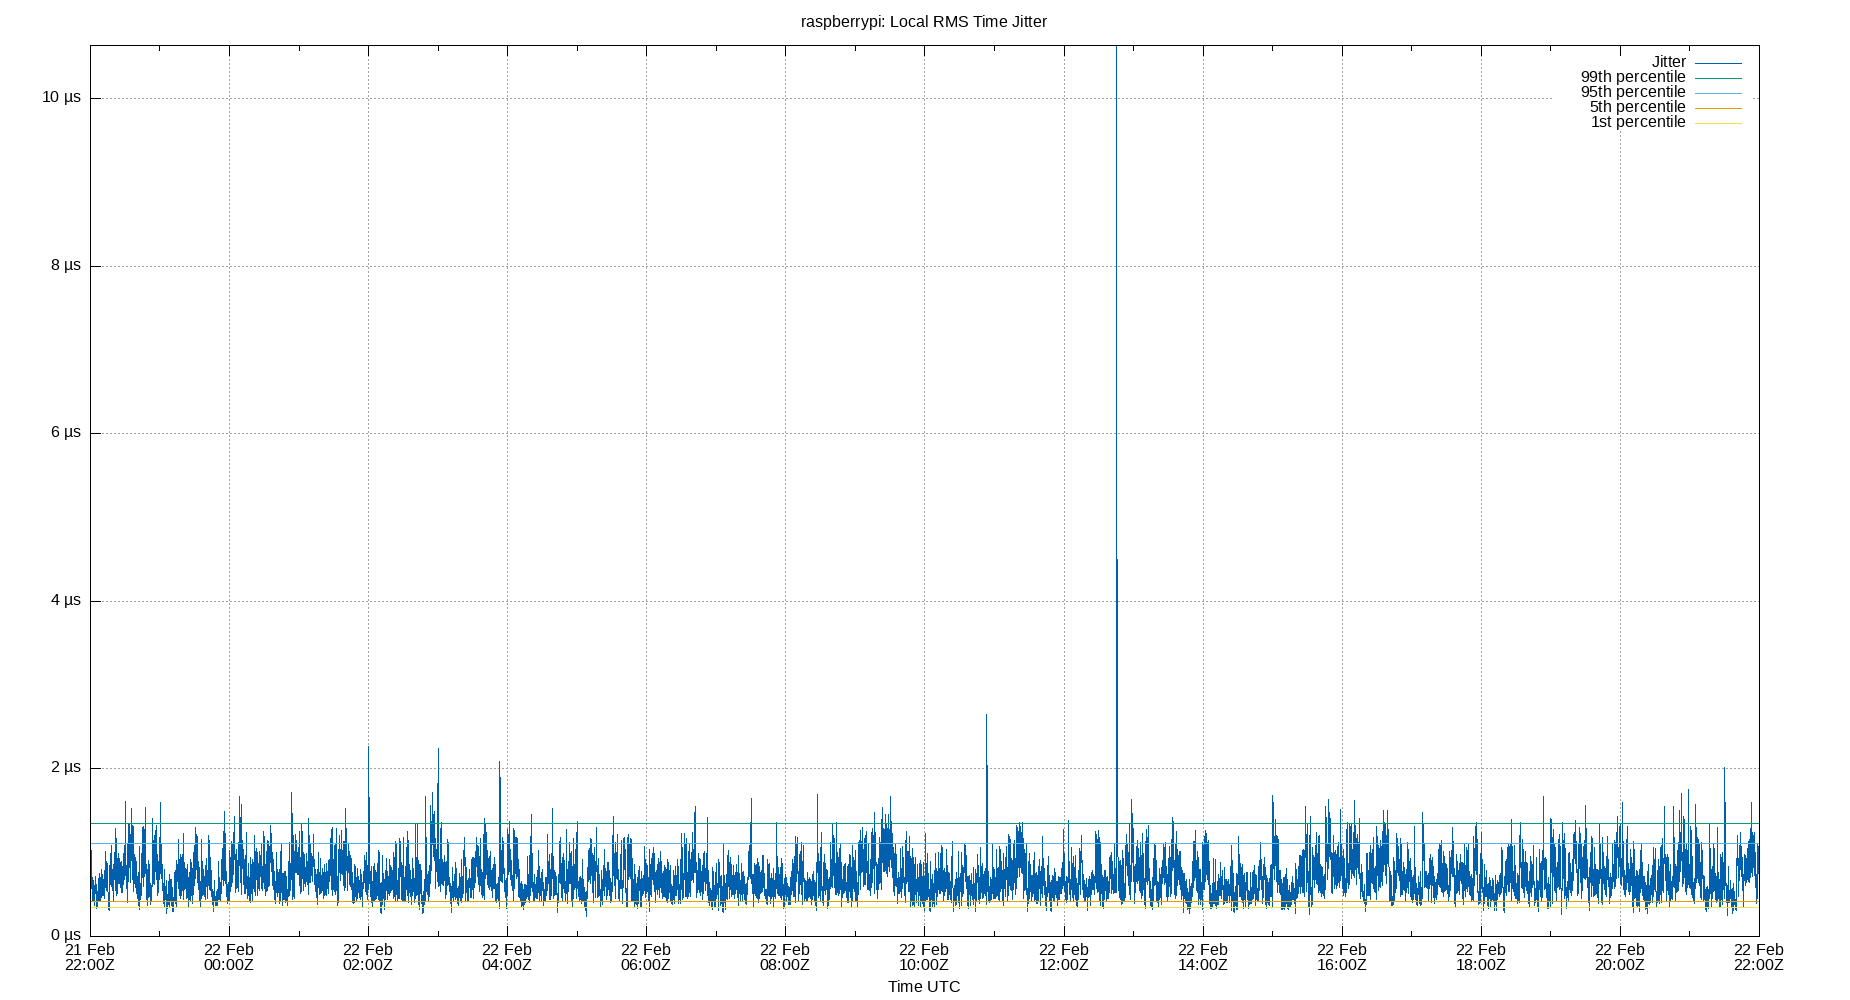 raspberrypi: Local RMS Time Jitter
Jitter
99th percentile
95th percentile
5th percentile
1st percentile
10 µs
8 µs
6 µs
4 µs
2 µs
0 µs
21 Feb 22 Feb 22 Feb 22 Feb 22 Feb 22 Feb 22 Feb 22 Feb 22 Feb 22 Feb 22 Feb 22 Feb 22 Feb
22:00Z 00:00Z 02:00Z 04:00Z 06:00Z 08:00Z 10:00Z 12:00Z 14:00Z 16:00Z 18:00Z 20:00Z 22:00Z
Time UTC